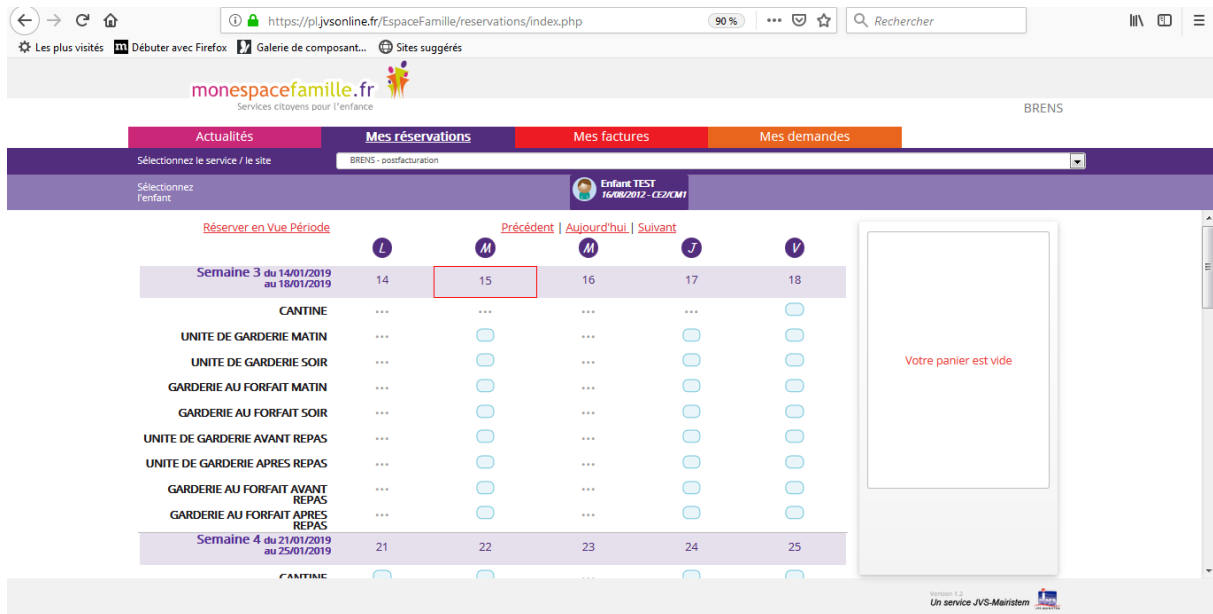 https://pl.jvsonline.fr/EspaceFamille/reservations/index.php 90 % Rechercher
Les plus visités m Débuter avec Firefox Galerie de composant... Sites suggérés
monespacefamille.fr
Services citoyens pour l'enfance
BRENS
Actualités Mes réservations Mes factures Mes demandes
Sélectionnez le service / le site BRENS - postfacturation
Sélectionnez l'enfant
Enfant TEST
16/08/2012 - CE2/CM1
Réserver en Vue Période Précédent | Aujourd'hui | Suivant
L M M J V
Semaine 3 du 14/01/2019
au 18/01/2019
14 15 16 17 18
CANTINE ... ... ... ...
UNITE DE GARDERIE MATIN ... ...
UNITE DE GARDERIE SOIR ... ...
Votre panier est vide
GARDERIE AU FORFAIT MATIN ... ...
GARDERIE AU FORFAIT SOIR ... ...
UNITE DE GARDERIE AVANT REPAS ... ...
UNITE DE GARDERIE APRES REPAS ... ...
GARDERIE AU FORFAIT AVANT
REPAS ... ...
GARDERIE AU FORFAIT APRES
REPAS ... ...
Semaine 4 du 21/01/2019
au 25/01/2019
21 22 23 24 25
CANTINE ...
Version 1.2
Un service JVS-Mairistem